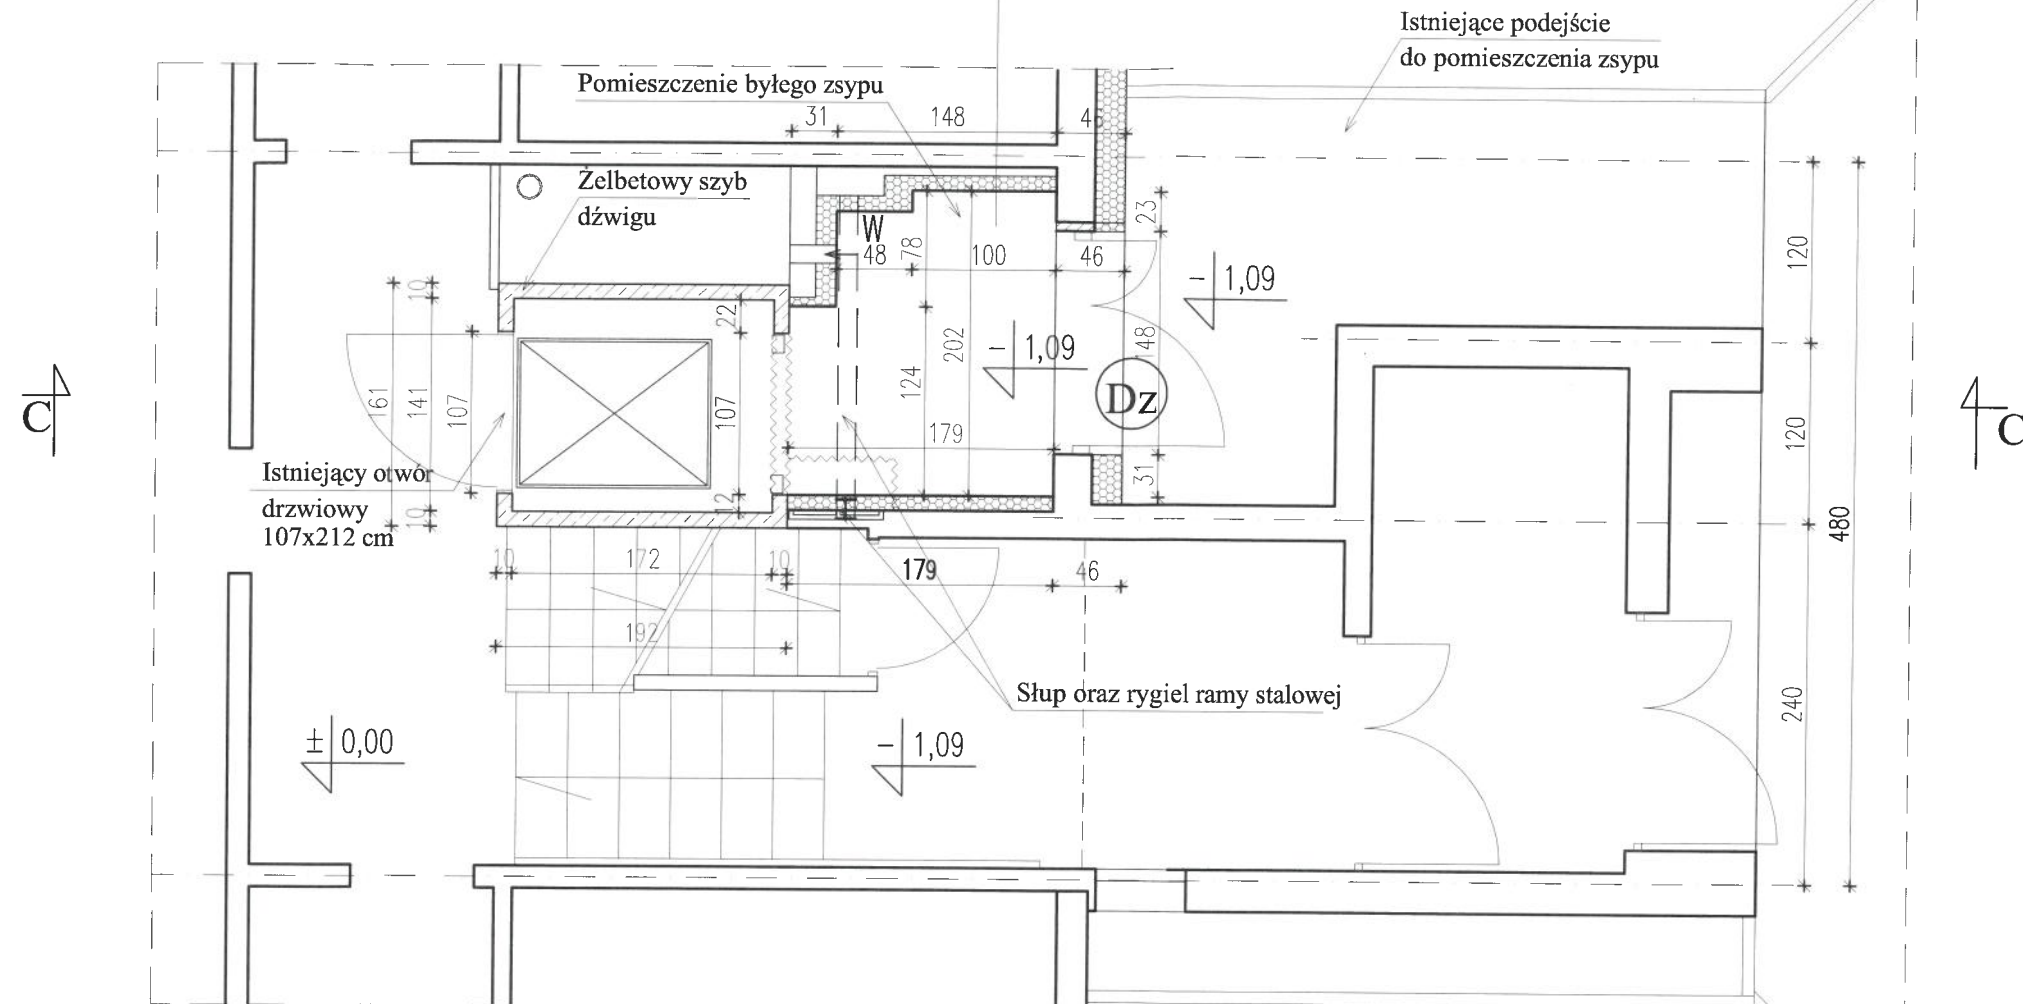 Istniejące podejście
do pomieszczenia zsypu
Pomieszczenie byłego zsypu
31 148 46
Żelbetowy szyb
dźwigu
W
48 78 100 46
23
120
- 1,09
10
22
- 1,09
202
148
124
161 141 107 107
Dz
179
120
C
C
Istniejący otwór
drzwiowy
107x212 cm
10
12
31
480
10 172 10 179 46
192
Słup oraz rygiel ramy stalowej
240
± 0,00
- 1,09